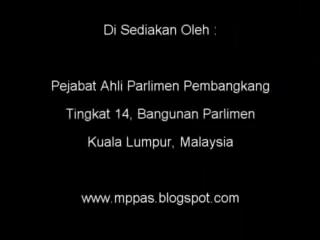 Di Sediakan Oleh :
Pejabat Ahli Parlimen Pembangkang
Tingkat 14, Bangunan Parlimen
Kuala Lumpur, Malaysia
www.mppas.blogspot.com